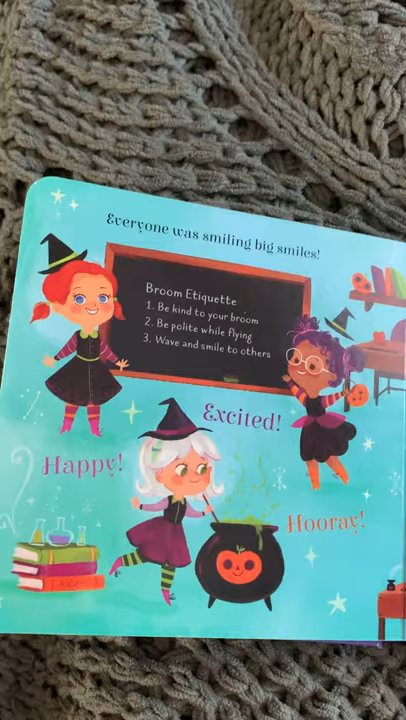 Everyone was smiling big smiles!
Broom Etiquette
1. Be kind to your broom
2. Be polite while flying
3. Wave and smile to others
Excited!
Happy!
Hooray!